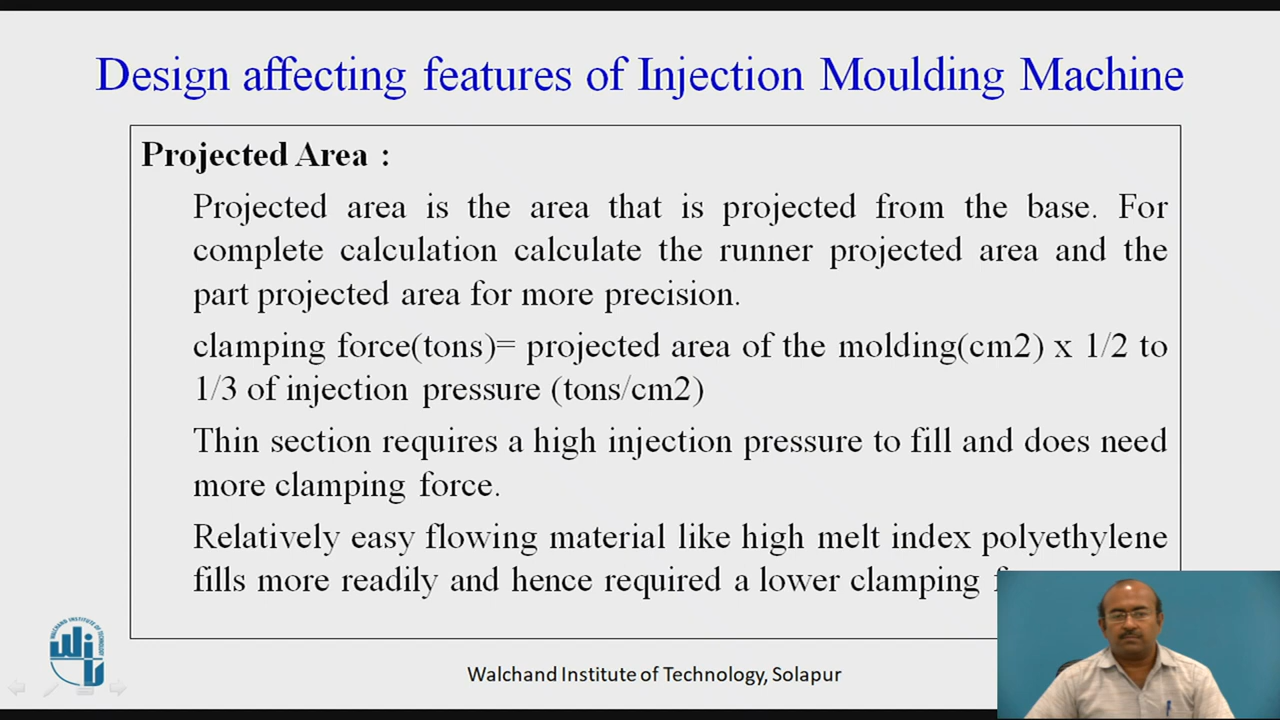 Design affecting features of Injection Moulding Machine
Projected Area :
Projected area is the area that is projected from the base. For
complete calculation calculate the runner projected area and the
part projected area for more precision.
clamping force(tons)= projected area of the molding(cm2) x 1/2 to
1/3 of injection pressure (tons/cm2)
Thin section requires a high injection pressure to fill and does need
more clamping force.
Relatively easy flowing material like high melt index polyethylene
fills more readily and hence required a lower clamping
WALCHAND INSTITUTE OF TECHNOLOGY
Walchand Institute of Technology, Solapur